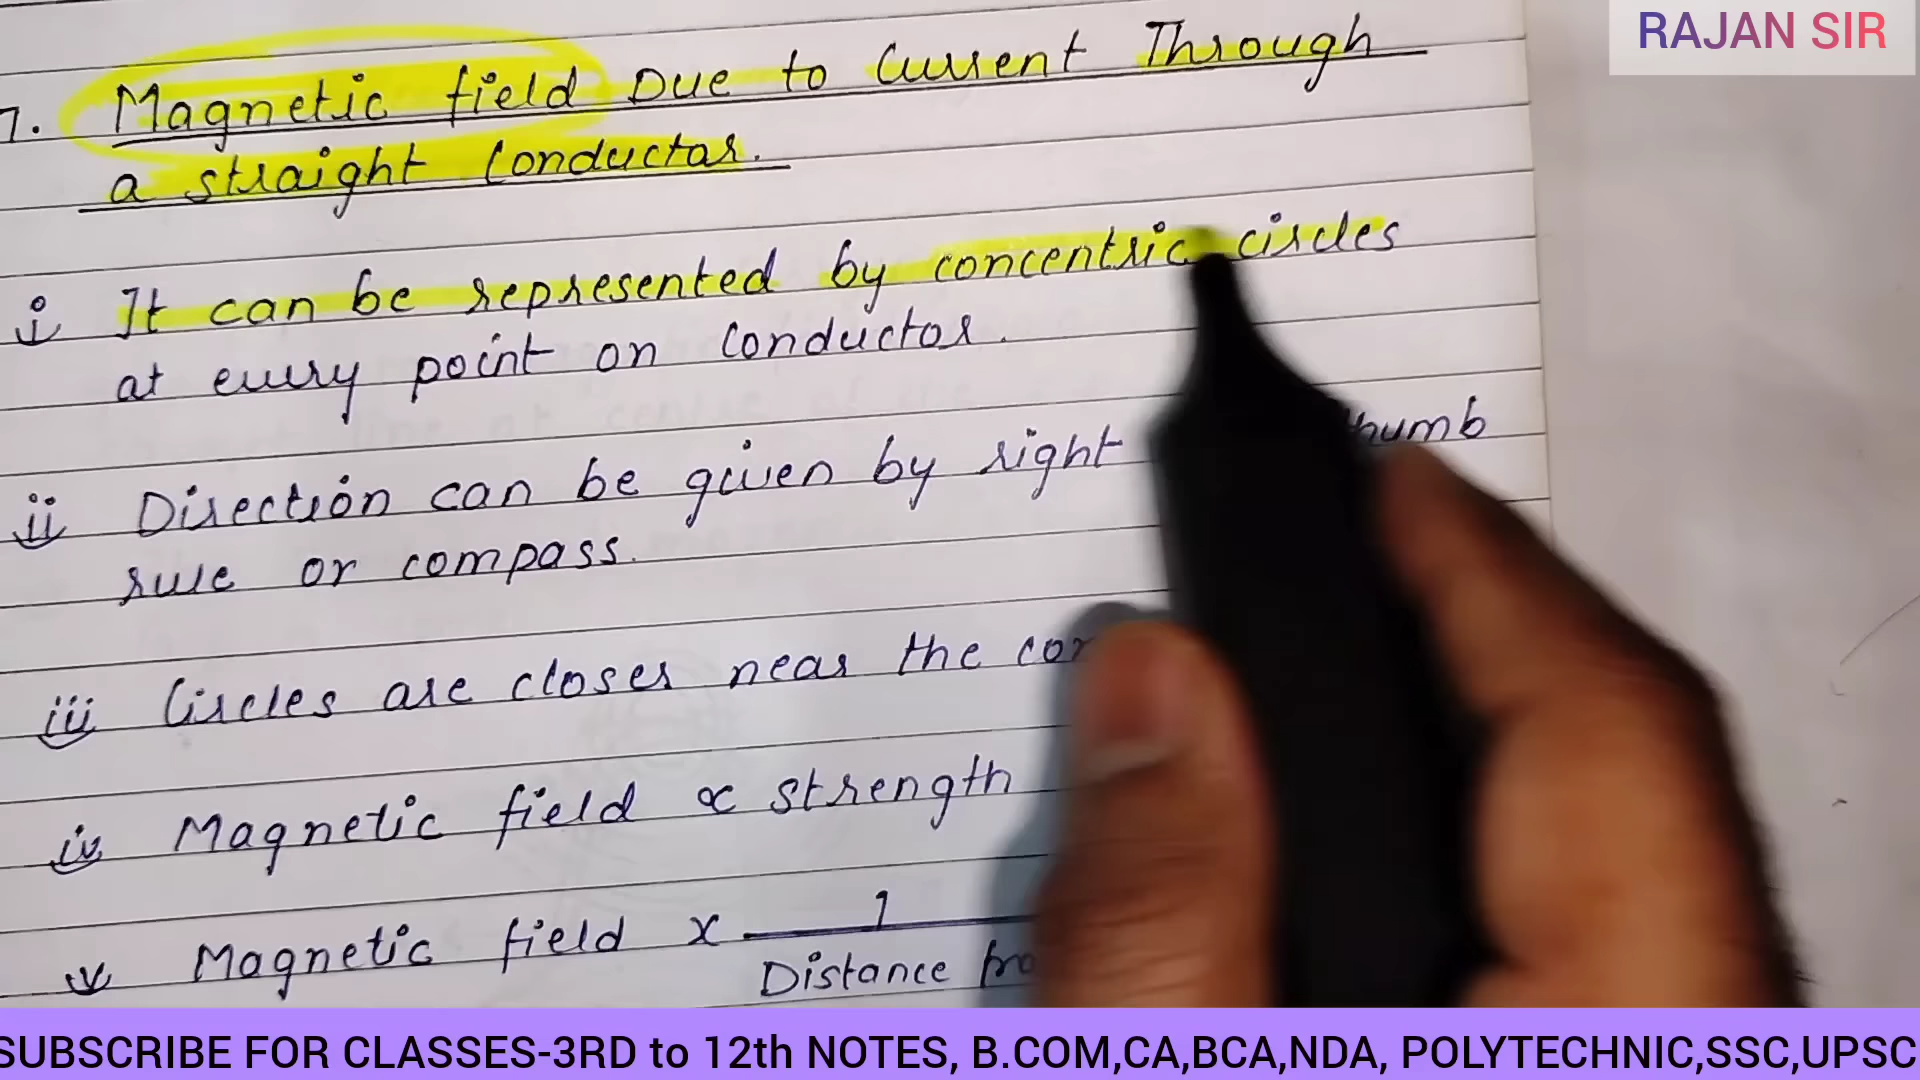 RAJAN SIR
7. Magnetic field Due to Current Through
a straight Conductor.
i It can be represented by concentric circles
at every point on conductor.
ii Direction can be given by right
rule or compass.
iii Circles are closer near the
iv Magnetic field ∝ strength
v Magnetic field ∝ 1
Distance
SUBSCRIBE FOR CLASSES-3RD to 12th NOTES, B.COM,CA,BCA,NDA, POLYTECHNIC,SSC,UPSC